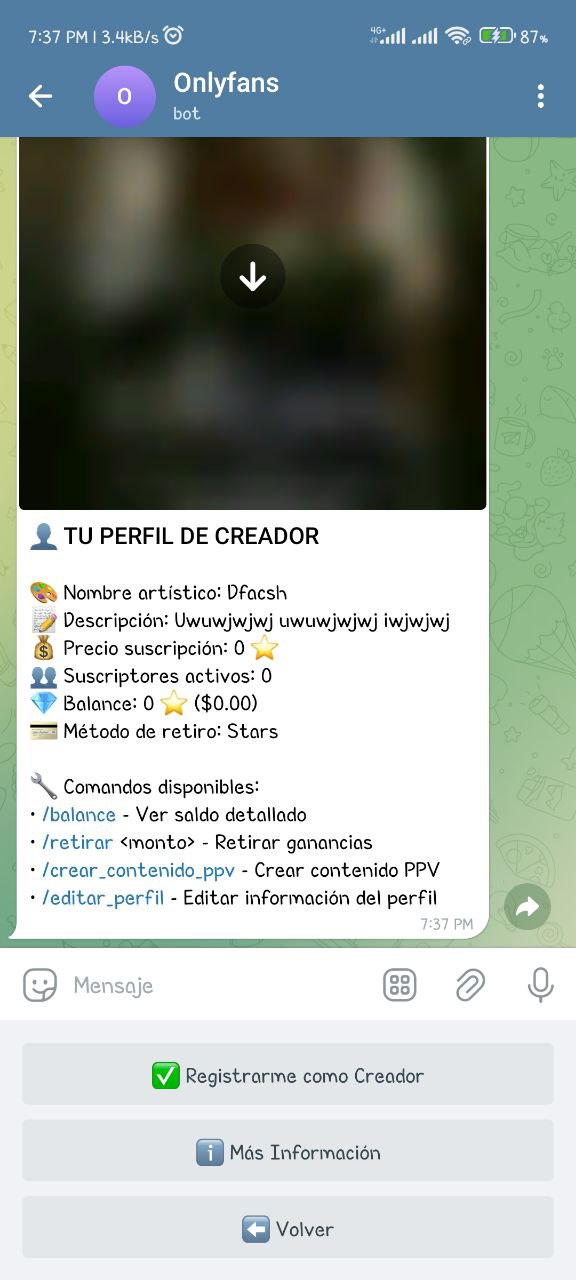 7:37 PM | 3.4kB/s
4G+
87%
O
Onlyfans
bot
👤 TU PERFIL DE CREADOR
🎨 Nombre artístico: Dfacsh
📝 Descripción: Uwuwjwjwj uwuwjwjwj iwjwjwj
💰 Precio suscripción: 0 ⭐
👥 Suscriptores activos: 0
💎 Balance: 0 ⭐ ($0.00)
💳 Método de retiro: Stars
🔧 Comandos disponibles:
• /balance - Ver saldo detallado
• /retirar <monto> - Retirar ganancias
• /crear_contenido_ppv - Crear contenido PPV
• /editar_perfil - Editar información del perfil
7:37 PM
Mensaje
✅ Registrarme como Creador
ℹ️ Más Información
⬅️ Volver